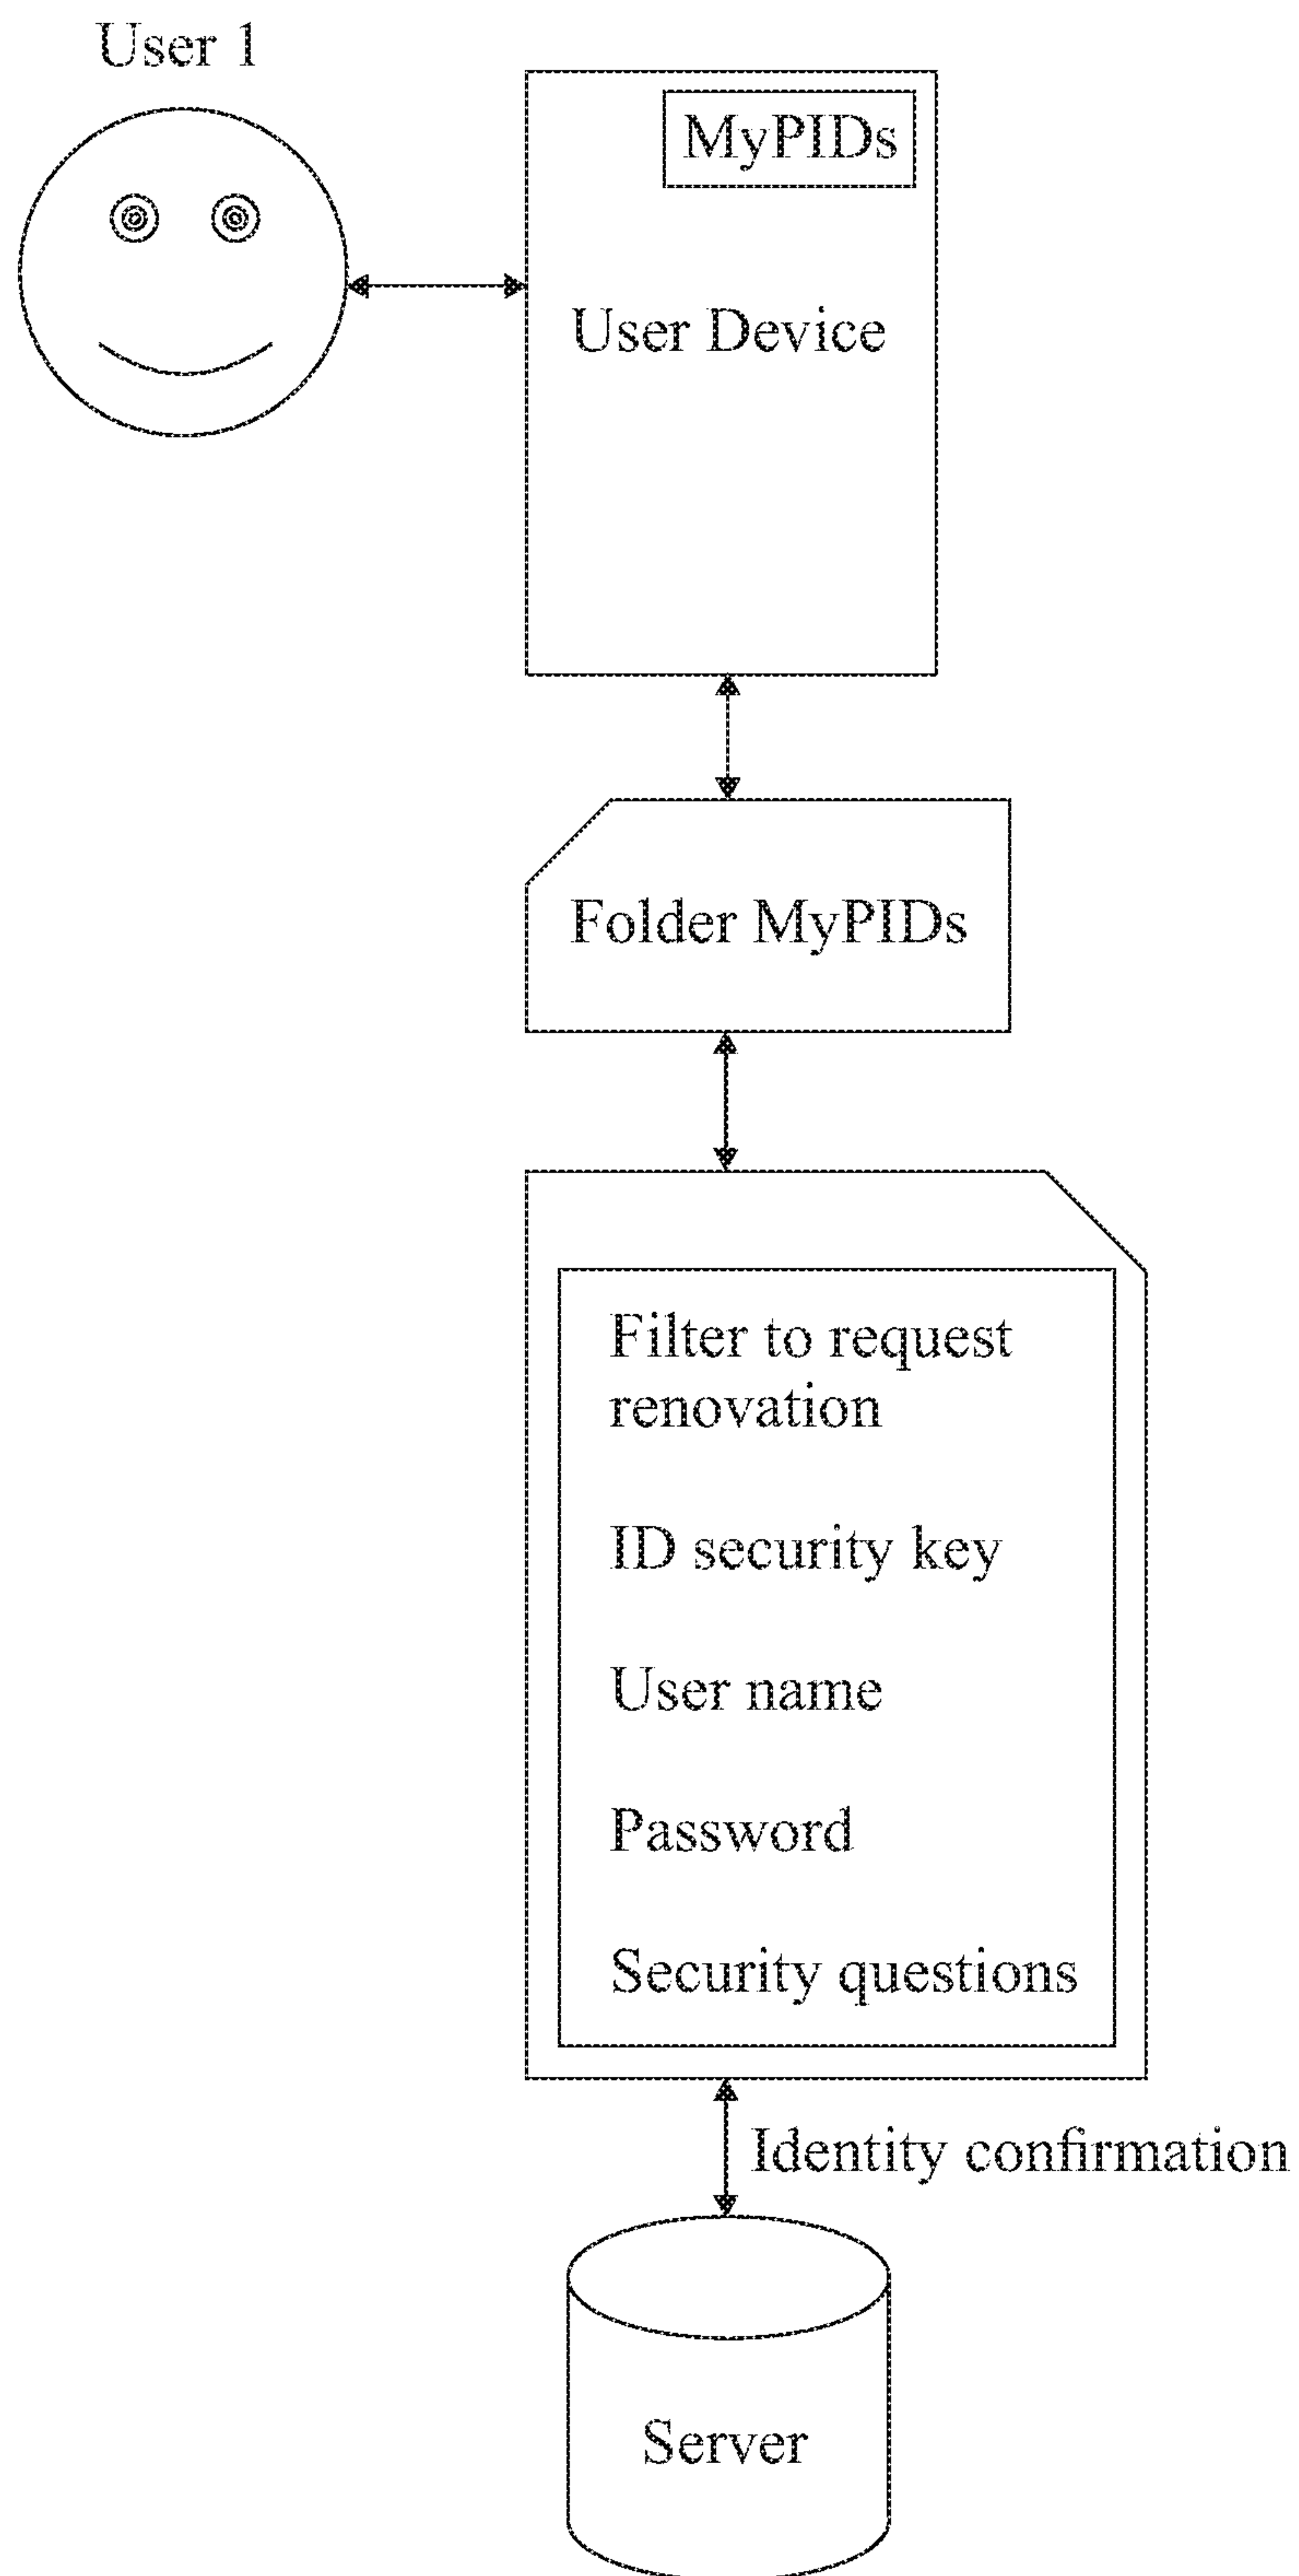 User 1
MyPIDs
User Device
Folder MyPIDs
Filter to request
renovation
ID security key
User name
Password
Security questions
Identity confirmation
Server